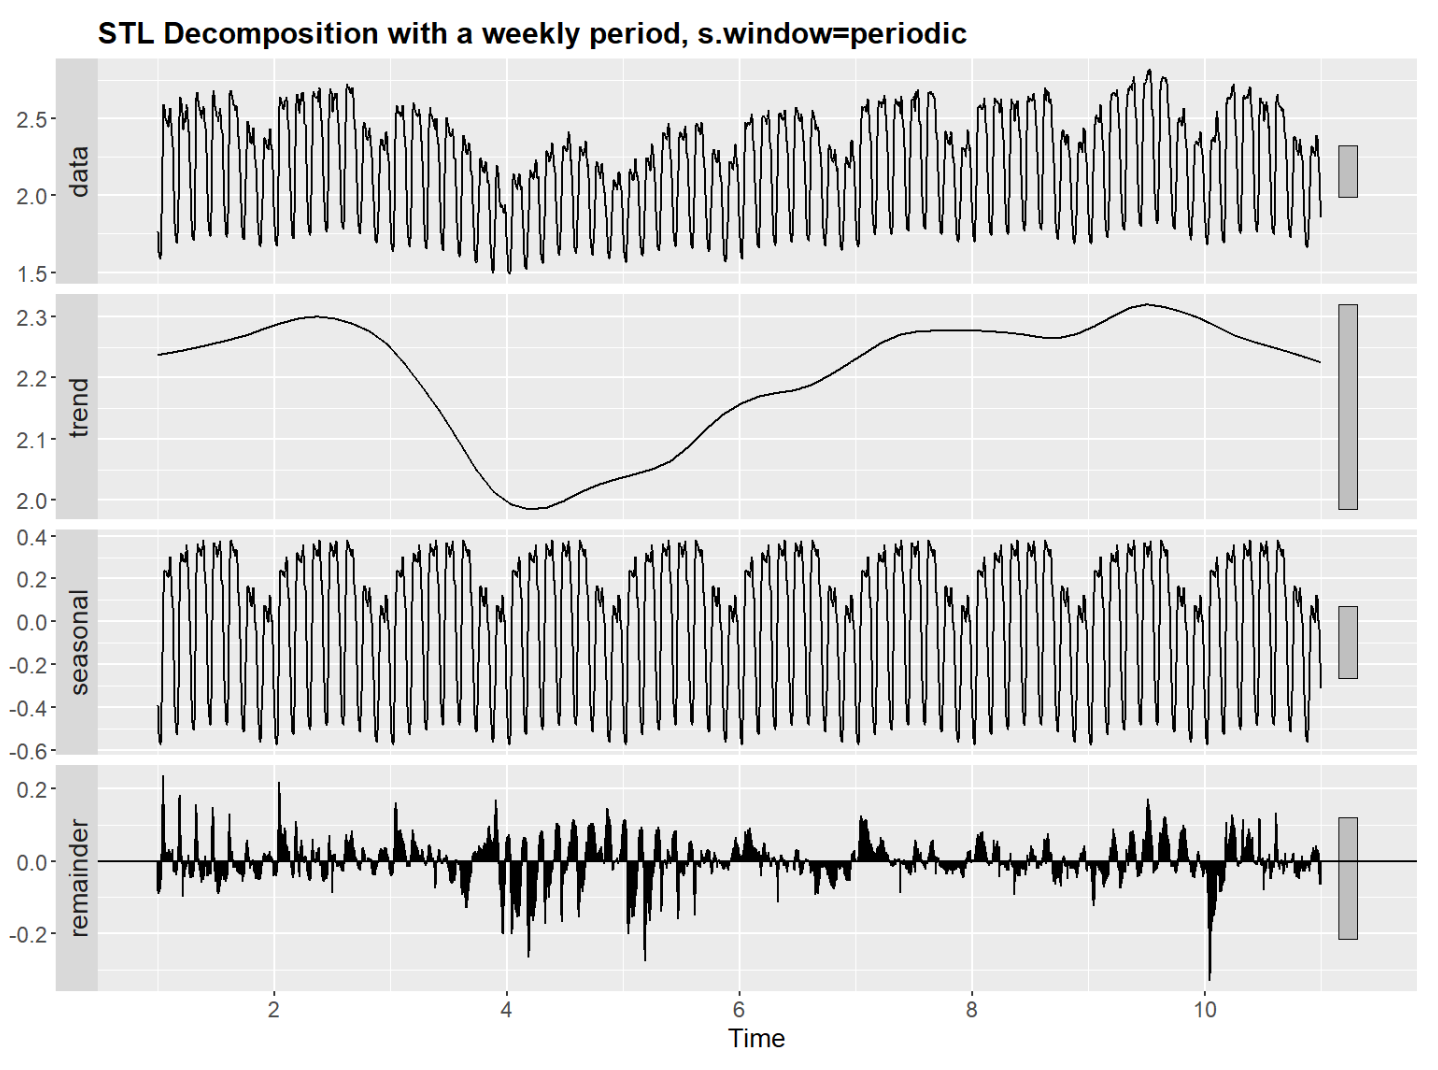 STL Decomposition with a weekly period, s.window=periodic
data
2.5
2.0
1.5
trend
2.3
2.2
2.1
2.0
seasonal
0.4
0.2
0.0
-0.2
-0.4
-0.6
remainder
0.2
0.0
-0.2
2 4 6 8 10
Time